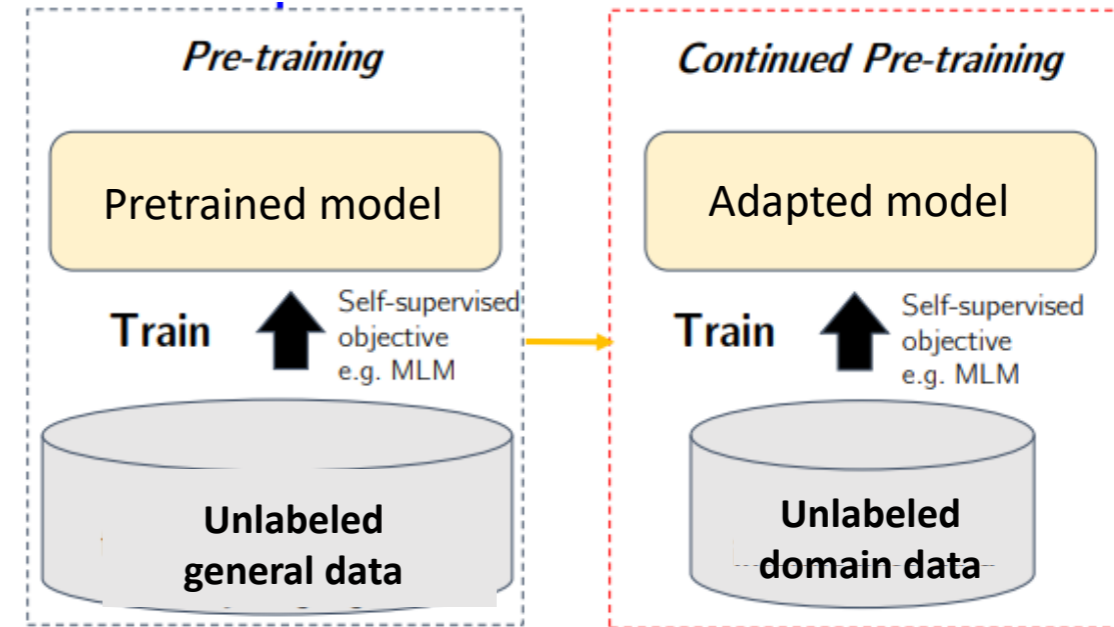 Pre-training
Pretrained model
Train
Self-supervised
objective
e.g. MLM
Unlabeled
general data
Continued Pre-training
Adapted model
Train
Self-supervised
objective
e.g. MLM
Unlabeled
domain data